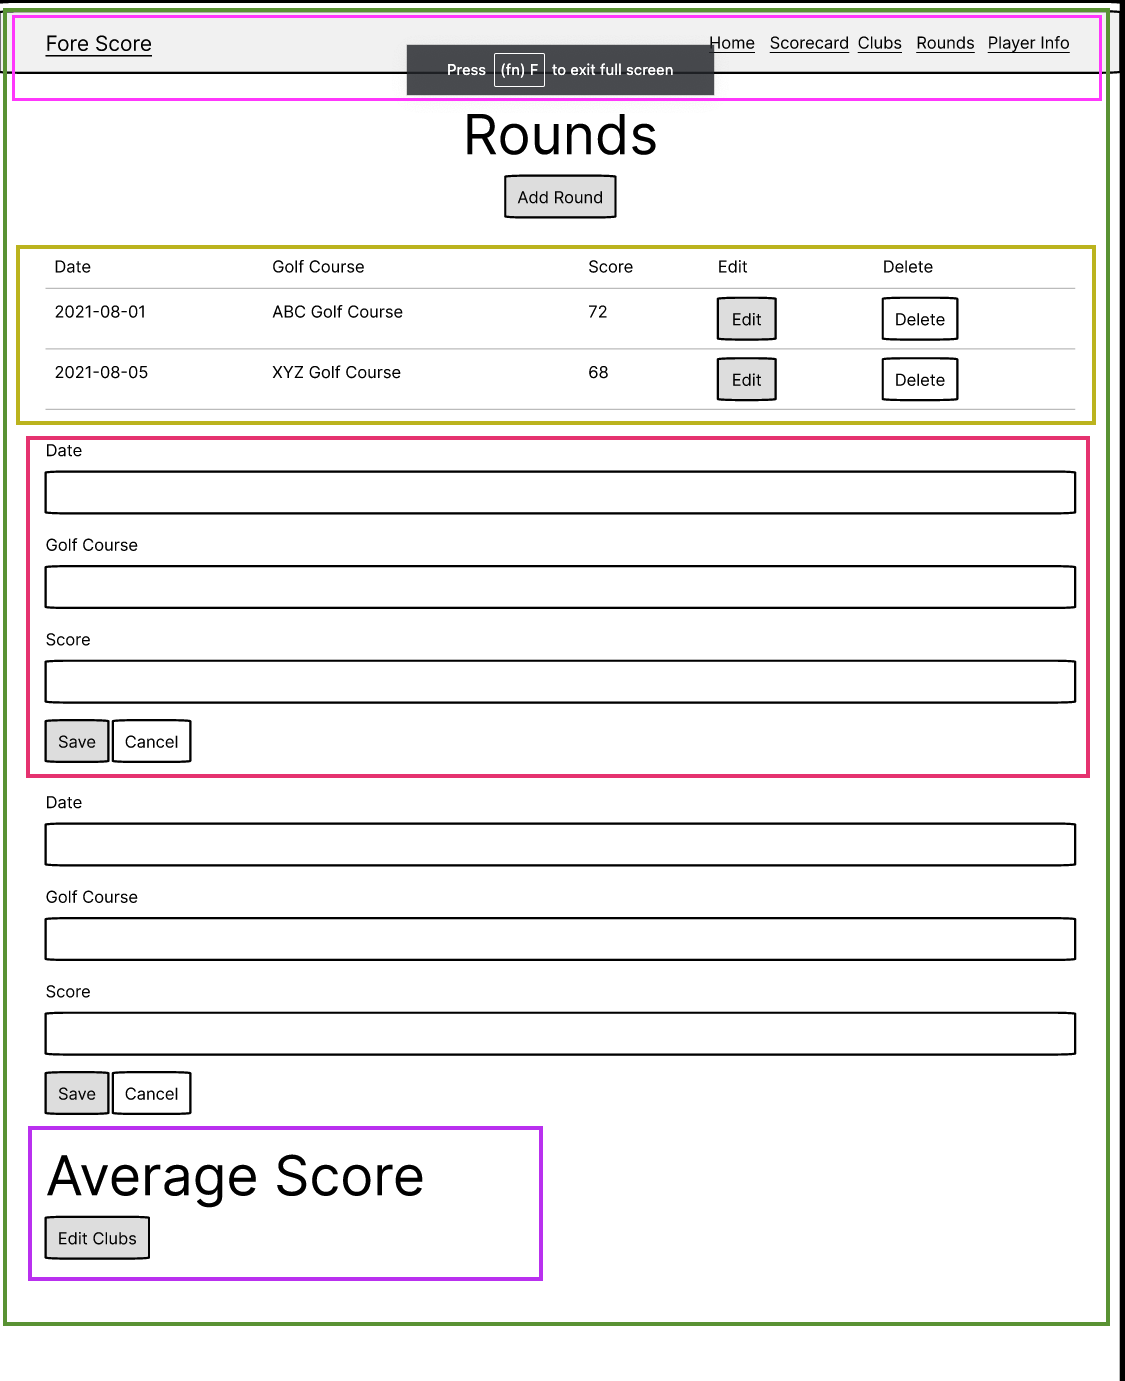 Fore Score Home Scorecard Clubs Rounds Player Info
Press (fn) F to exit full screen
Rounds
Add Round
Date Golf Course Score Edit Delete
2021-08-01 ABC Golf Course 72 Edit Delete
2021-08-05 XYZ Golf Course 68 Edit Delete
Date
Golf Course
Score
Save Cancel
Date
Golf Course
Score
Save Cancel
Average Score
Edit Clubs